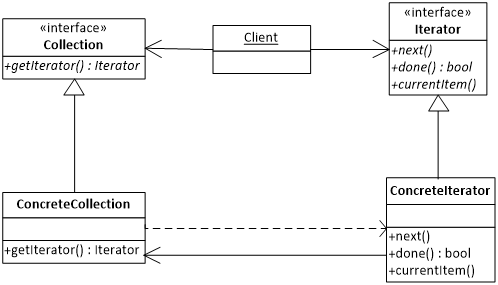 «interface»
Collection
+getIterator() : Iterator
Client
«interface»
Iterator
+next()
+done() : bool
+currentItem()
ConcreteCollection
+getIterator() : Iterator
ConcreteIterator
+next()
+done() : bool
+currentItem()